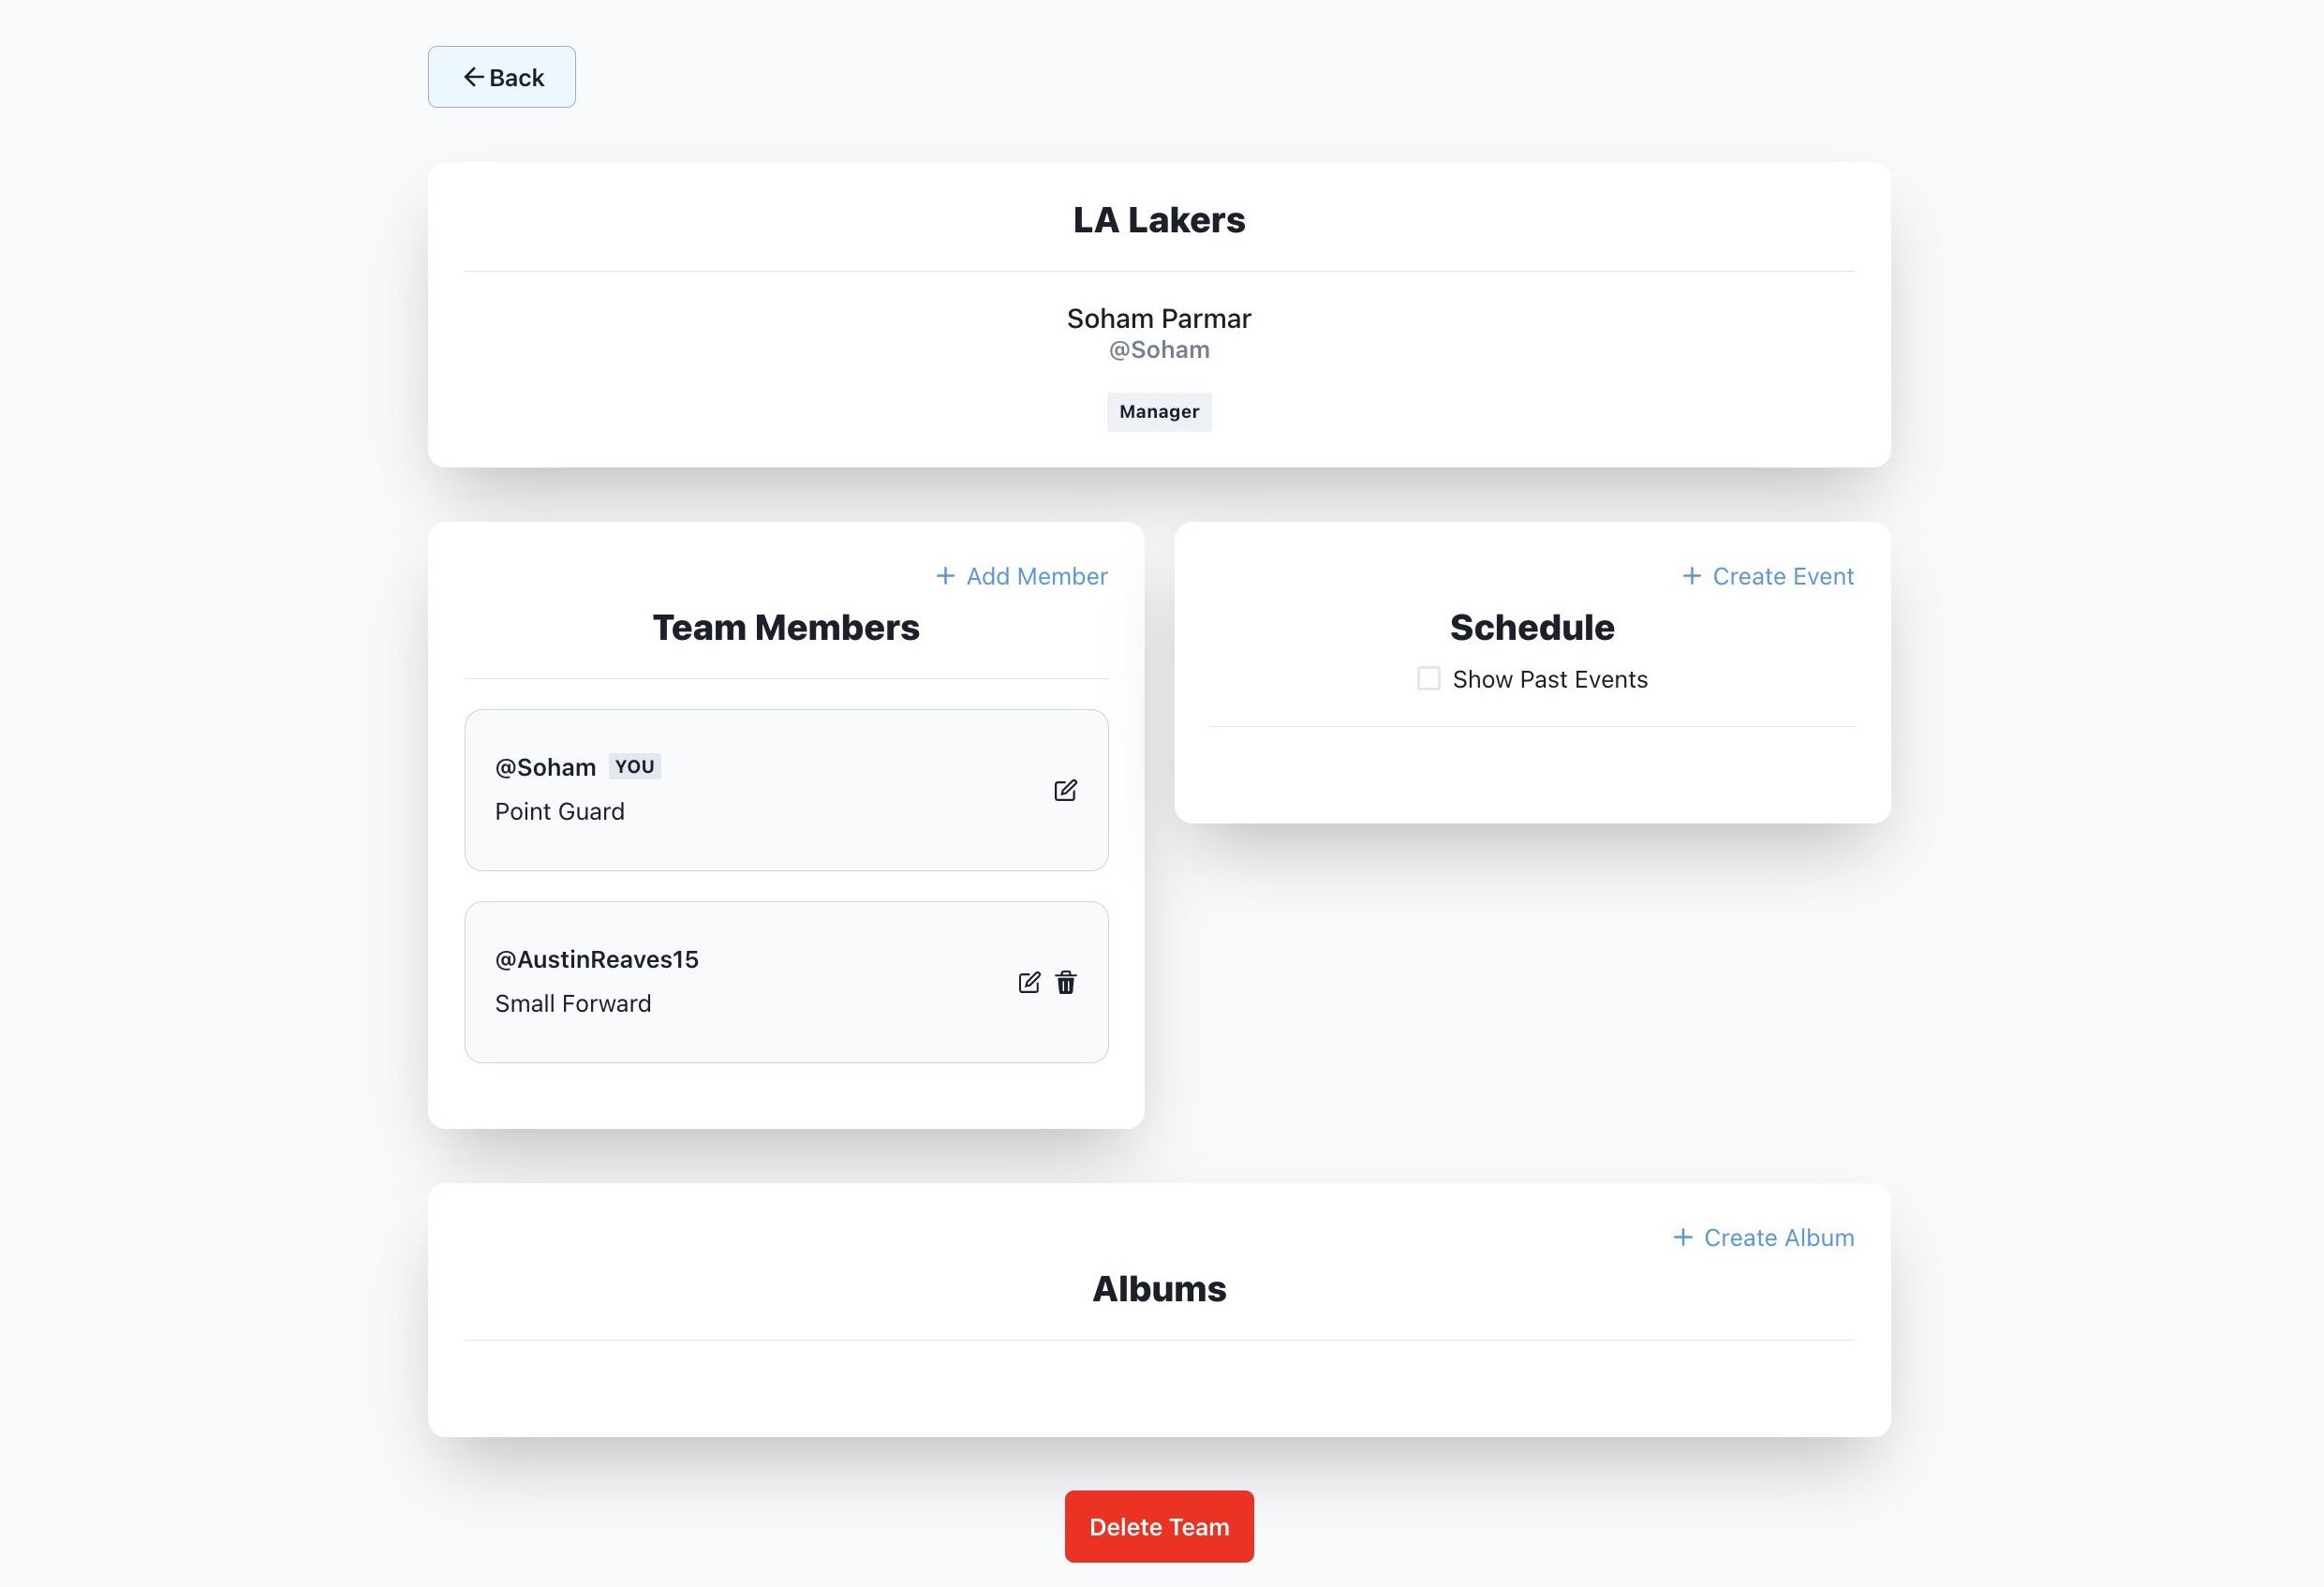 Back
LA Lakers
Soham Parmar
@Soham
Manager
+ Add Member
Team Members
@Soham YOU
Point Guard
@AustinReaves15
Small Forward
+ Create Event
Schedule
Show Past Events
+ Create Album
Albums
Delete Team